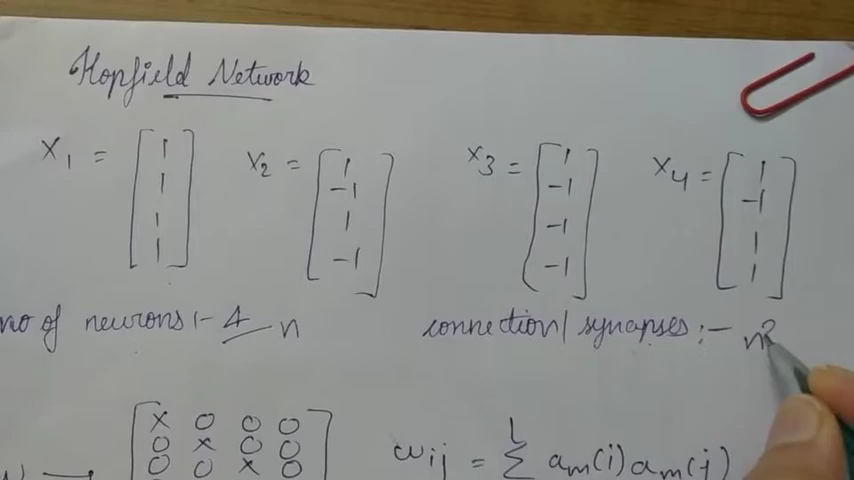 Hopfield Network
X1 = [1 1 1 1] X2 = [1 -1 1 -1] X3 = [1 -1 -1 -1] X4 = [1 -1 1 1]
no of neurons :- 4 n connection/synapses :- n²
[x 0 0 0
0 x 0 0
0 0 x 0] wij = Σ am(i) am(j)